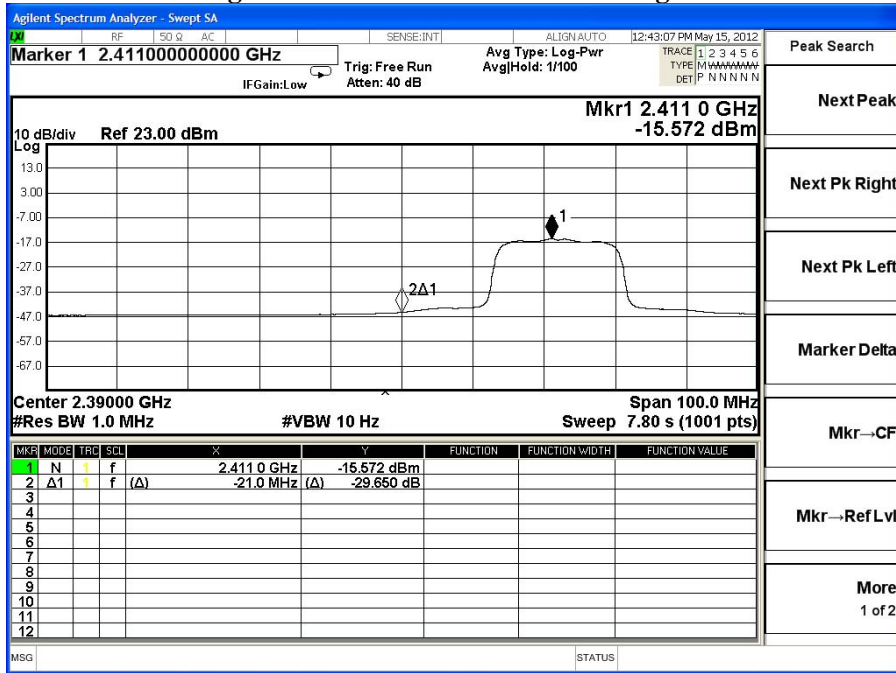 Agilent Spectrum Analyzer - Swept SA
LXI RF 50 Ω AC SENSE:INT ALIGN AUTO 12:43:07 PM May 15, 2012
Marker 1 2.411000000000 GHz
IFGain:Low
Trig: Free Run
Atten: 40 dB
Avg Type: Log-Pwr
Avg|Hold: 1/100
TRACE 1 2 3 4 5 6
TYPE M WWWWW
DET P N N N N N
Mkr1 2.411 0 GHz
-15.572 dBm
10 dB/div Ref 23.00 dBm
Log
13.0
3.00
-7.00
-17.0
-27.0
-37.0
-47.0
-57.0
-67.0
1
2Δ1
Center 2.39000 GHz Span 100.0 MHz
#Res BW 1.0 MHz #VBW 10 Hz Sweep 7.80 s (1001 pts)
MKR MODE TRC SCL X Y FUNCTION FUNCTION WIDTH FUNCTION VALUE
1 N 1 f 2.411 0 GHz -15.572 dBm
2 Δ1 1 f (Δ) -21.0 MHz (Δ) -29.650 dB
3
4
5
6
7
8
9
10
11
12
MSG STATUS
Peak Search
Next Peak
Next Pk Right
Next Pk Left
Marker Delta
Mkr→CF
Mkr→Ref Lvl
More
1 of 2